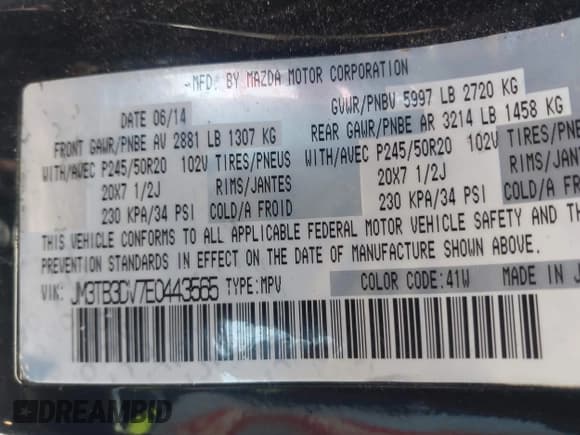 MFD. BY MAZDA MOTOR CORPORATION
DATE 06/14 GVWR/PNBV 5997 LB 2720 KG
FRONT GAWR/PNBE AV 2881 LB 1307 KG REAR GAWR/PNBE AR 3214 LB 1458 KG
WITH/AVEC P245/50R20 102V TIRES/PNEUS WITH/AVEC P245/50R20 102V TIRES/
20X7 1/2J RIMS/JANTES 20X7 1/2J RIMS/
230 KPA/34 PSI COLD/A FROID 230 KPA/34 PSI COLD/A
THIS VEHICLE CONFORMS TO ALL APPLICABLE FEDERAL MOTOR VEHICLE SAFETY AND
PREVENTION STANDARDS IN EFFECT ON THE DATE OF MANUFACTURE SHOWN ABOVE.
VIN: JM3TB3DV7E0443565 TYPE:MPV COLOR CODE:41W MADE IN
DREAMBID